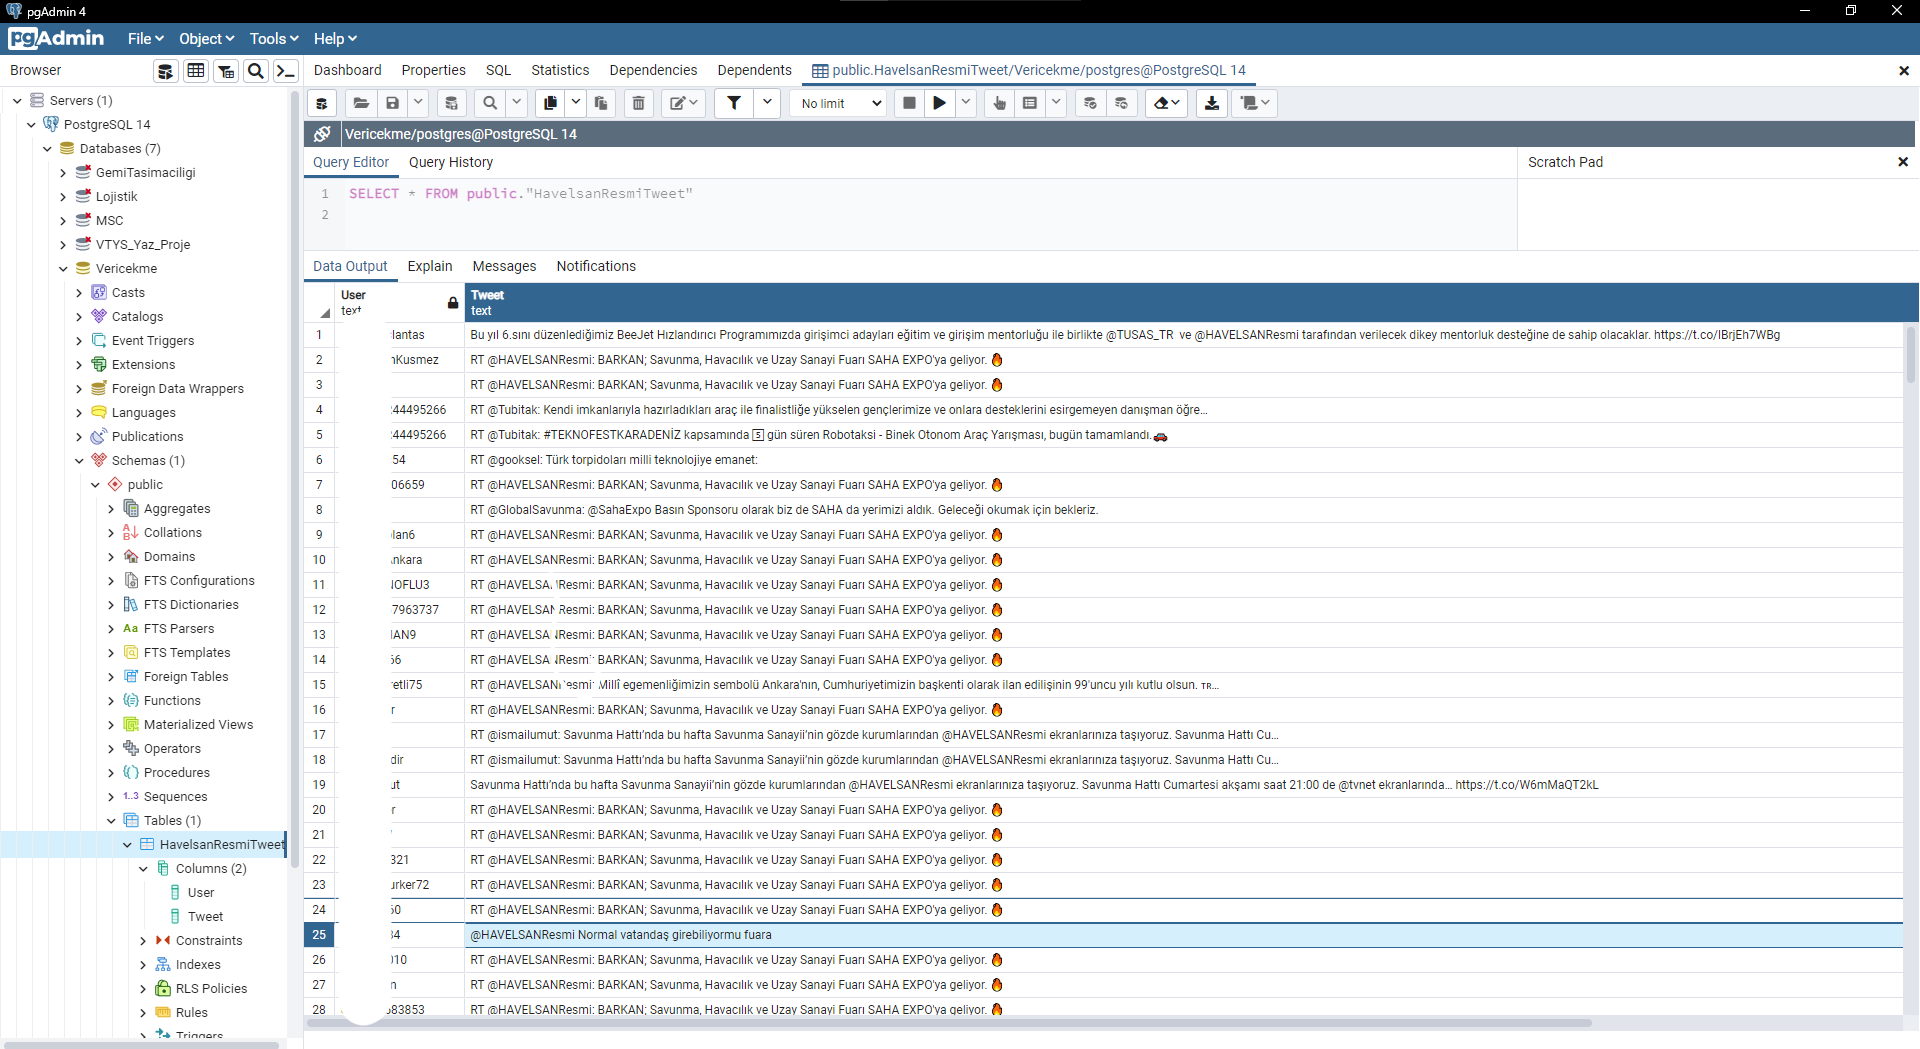 pgAdmin 4
pgAdmin File Object Tools Help
Browser
Dashboard Properties SQL Statistics Dependencies Dependents public.HavelsanResmiTweet/Vericekme/postgres@PostgreSQL 14
No limit
Vericekme/postgres@PostgreSQL 14
Query Editor Query History
Scratch Pad
1 SELECT * FROM public."HavelsanResmiTweet"
2
Data Output Explain Messages Notifications
Servers (1)
PostgreSQL 14
Databases (7)
GemiTasimaciligi
Lojistik
MSC
VTYS_Yaz_Proje
Vericekme
Casts
Catalogs
Event Triggers
Extensions
Foreign Data Wrappers
Languages
Publications
Schemas (1)
public
Aggregates
Collations
Domains
FTS Configurations
FTS Dictionaries
Aa FTS Parsers
FTS Templates
Foreign Tables
Functions
Materialized Views
Operators
Procedures
1..3 Sequences
Tables (1)
HavelsanResmiTweet
Columns (2)
User
Tweet
Constraints
Indexes
RLS Policies
Rules
Triggers
User Tweet
text text
1 lantas Bu yıl 6.sını düzenlediğimiz BeeJet Hızlandırıcı Programımızda girişimci adayları eğitim ve girişim mentorluğu ile birlikte @TUSAS_TR ve @HAVELSANResmi tarafından verilecek dikey mentorluk desteğine de sahip olacaklar. https://t.co/IBrjEh7WBg
2 nKusmez RT @HAVELSANResmi: BARKAN; Savunma, Havacılık ve Uzay Sanayi Fuarı SAHA EXPO'ya geliyor. 🔥
3 RT @HAVELSANResmi: BARKAN; Savunma, Havacılık ve Uzay Sanayi Fuarı SAHA EXPO'ya geliyor. 🔥
4 244495266 RT @Tubitak: Kendi imkanlarıyla hazırladıkları araç ile finalistliğe yükselen gençlerimize ve onlara desteklerini esirgemeyen danışman öğre…
5 244495266 RT @Tubitak: #TEKNOFESTKARADENİZ kapsamında 5️⃣ gün süren Robotaksi - Binek Otonom Araç Yarışması, bugün tamamlandı.🚗
6 54 RT @gooksel: Türk torpidoları milli teknolojiye emanet:
7 06659 RT @HAVELSANResmi: BARKAN; Savunma, Havacılık ve Uzay Sanayi Fuarı SAHA EXPO'ya geliyor. 🔥
8 RT @GlobalSavunma: @SahaExpo Basın Sponsoru olarak biz de SAHA da yerimizi aldık. Geleceği okumak için bekleriz.
9 lan6 RT @HAVELSANResmi: BARKAN; Savunma, Havacılık ve Uzay Sanayi Fuarı SAHA EXPO'ya geliyor. 🔥
10 nkara RT @HAVELSANResmi: BARKAN; Savunma, Havacılık ve Uzay Sanayi Fuarı SAHA EXPO'ya geliyor. 🔥
11 OFLU3 RT @HAVELSANResmi: BARKAN; Savunma, Havacılık ve Uzay Sanayi Fuarı SAHA EXPO'ya geliyor. 🔥
12 7963737 RT @HAVELSANResmi: BARKAN; Savunma, Havacılık ve Uzay Sanayi Fuarı SAHA EXPO'ya geliyor. 🔥
13 AN9 RT @HAVELSANResmi: BARKAN; Savunma, Havacılık ve Uzay Sanayi Fuarı SAHA EXPO'ya geliyor. 🔥
14 66 RT @HAVELSANResmi: BARKAN; Savunma, Havacılık ve Uzay Sanayi Fuarı SAHA EXPO'ya geliyor. 🔥
15 etli75 RT @HAVELSANResmi: Millî egemenliğimizin sembolü Ankara'nın, Cumhuriyetimizin başkenti olarak ilan edilişinin 99'uncu yılı kutlu olsun. TR…
16 r RT @HAVELSANResmi: BARKAN; Savunma, Havacılık ve Uzay Sanayi Fuarı SAHA EXPO'ya geliyor. 🔥
17 RT @ismailumut: Savunma Hattı'nda bu hafta Savunma Sanayii'nin gözde kurumlarından @HAVELSANResmi ekranlarınıza taşıyoruz. Savunma Hattı Cu…
18 dir RT @ismailumut: Savunma Hattı'nda bu hafta Savunma Sanayii'nin gözde kurumlarından @HAVELSANResmi ekranlarınıza taşıyoruz. Savunma Hattı Cu…
19 ut Savunma Hattı'nda bu hafta Savunma Sanayii'nin gözde kurumlarından @HAVELSANResmi ekranlarınıza taşıyoruz. Savunma Hattı Cumartesi akşamı saat 21:00 de @tvnet ekranlarında… https://t.co/W6mMaQT2kL
20 r RT @HAVELSANResmi: BARKAN; Savunma, Havacılık ve Uzay Sanayi Fuarı SAHA EXPO'ya geliyor. 🔥
21 RT @HAVELSANResmi: BARKAN; Savunma, Havacılık ve Uzay Sanayi Fuarı SAHA EXPO'ya geliyor. 🔥
22 321 RT @HAVELSANResmi: BARKAN; Savunma, Havacılık ve Uzay Sanayi Fuarı SAHA EXPO'ya geliyor. 🔥
23 urker72 RT @HAVELSANResmi: BARKAN; Savunma, Havacılık ve Uzay Sanayi Fuarı SAHA EXPO'ya geliyor. 🔥
24 60 RT @HAVELSANResmi: BARKAN; Savunma, Havacılık ve Uzay Sanayi Fuarı SAHA EXPO'ya geliyor. 🔥
25 34 @HAVELSANResmi Normal vatandaş girebiliyormu fuara
26 010 RT @HAVELSANResmi: BARKAN; Savunma, Havacılık ve Uzay Sanayi Fuarı SAHA EXPO'ya geliyor. 🔥
27 n RT @HAVELSANResmi: BARKAN; Savunma, Havacılık ve Uzay Sanayi Fuarı SAHA EXPO'ya geliyor. 🔥
28 583853 RT @HAVELSANResmi: BARKAN; Savunma, Havacılık ve Uzay Sanayi Fuarı SAHA EXPO'ya geliyor. 🔥